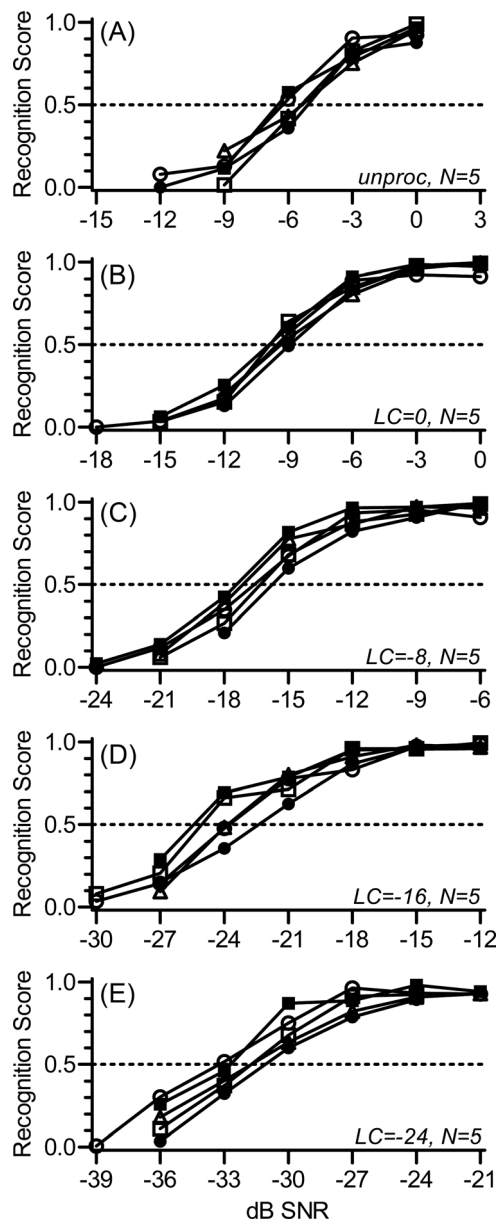 (A)
Recognition Score
1.0
0.5
0.0
unproc, N=5
-15 -12 -9 -6 -3 0 3
(B)
Recognition Score
1.0
0.5
0.0
LC=0, N=5
-18 -15 -12 -9 -6 -3 0
(C)
Recognition Score
1.0
0.5
0.0
LC=-8, N=5
-24 -21 -18 -15 -12 -9 -6
(D)
Recognition Score
1.0
0.5
0.0
LC=-16, N=5
-30 -27 -24 -21 -18 -15 -12
(E)
Recognition Score
1.0
0.5
0.0
LC=-24, N=5
-39 -36 -33 -30 -27 -24 -21
dB SNR